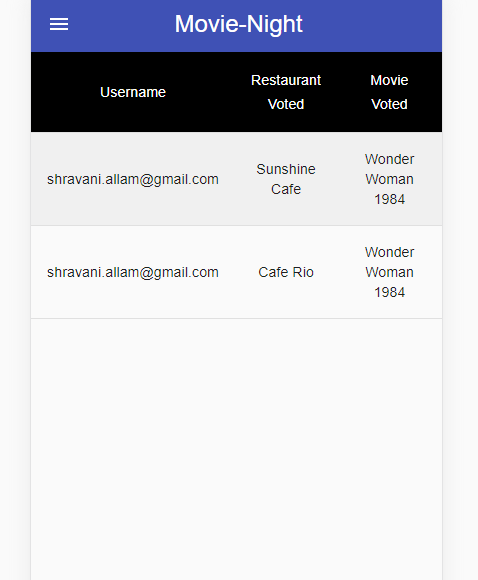 Movie-Night
Username
Restaurant
Voted
Movie
Voted
shravani.allam@gmail.com
Sunshine
Cafe
Wonder
Woman
1984
shravani.allam@gmail.com
Cafe Rio
Wonder
Woman
1984